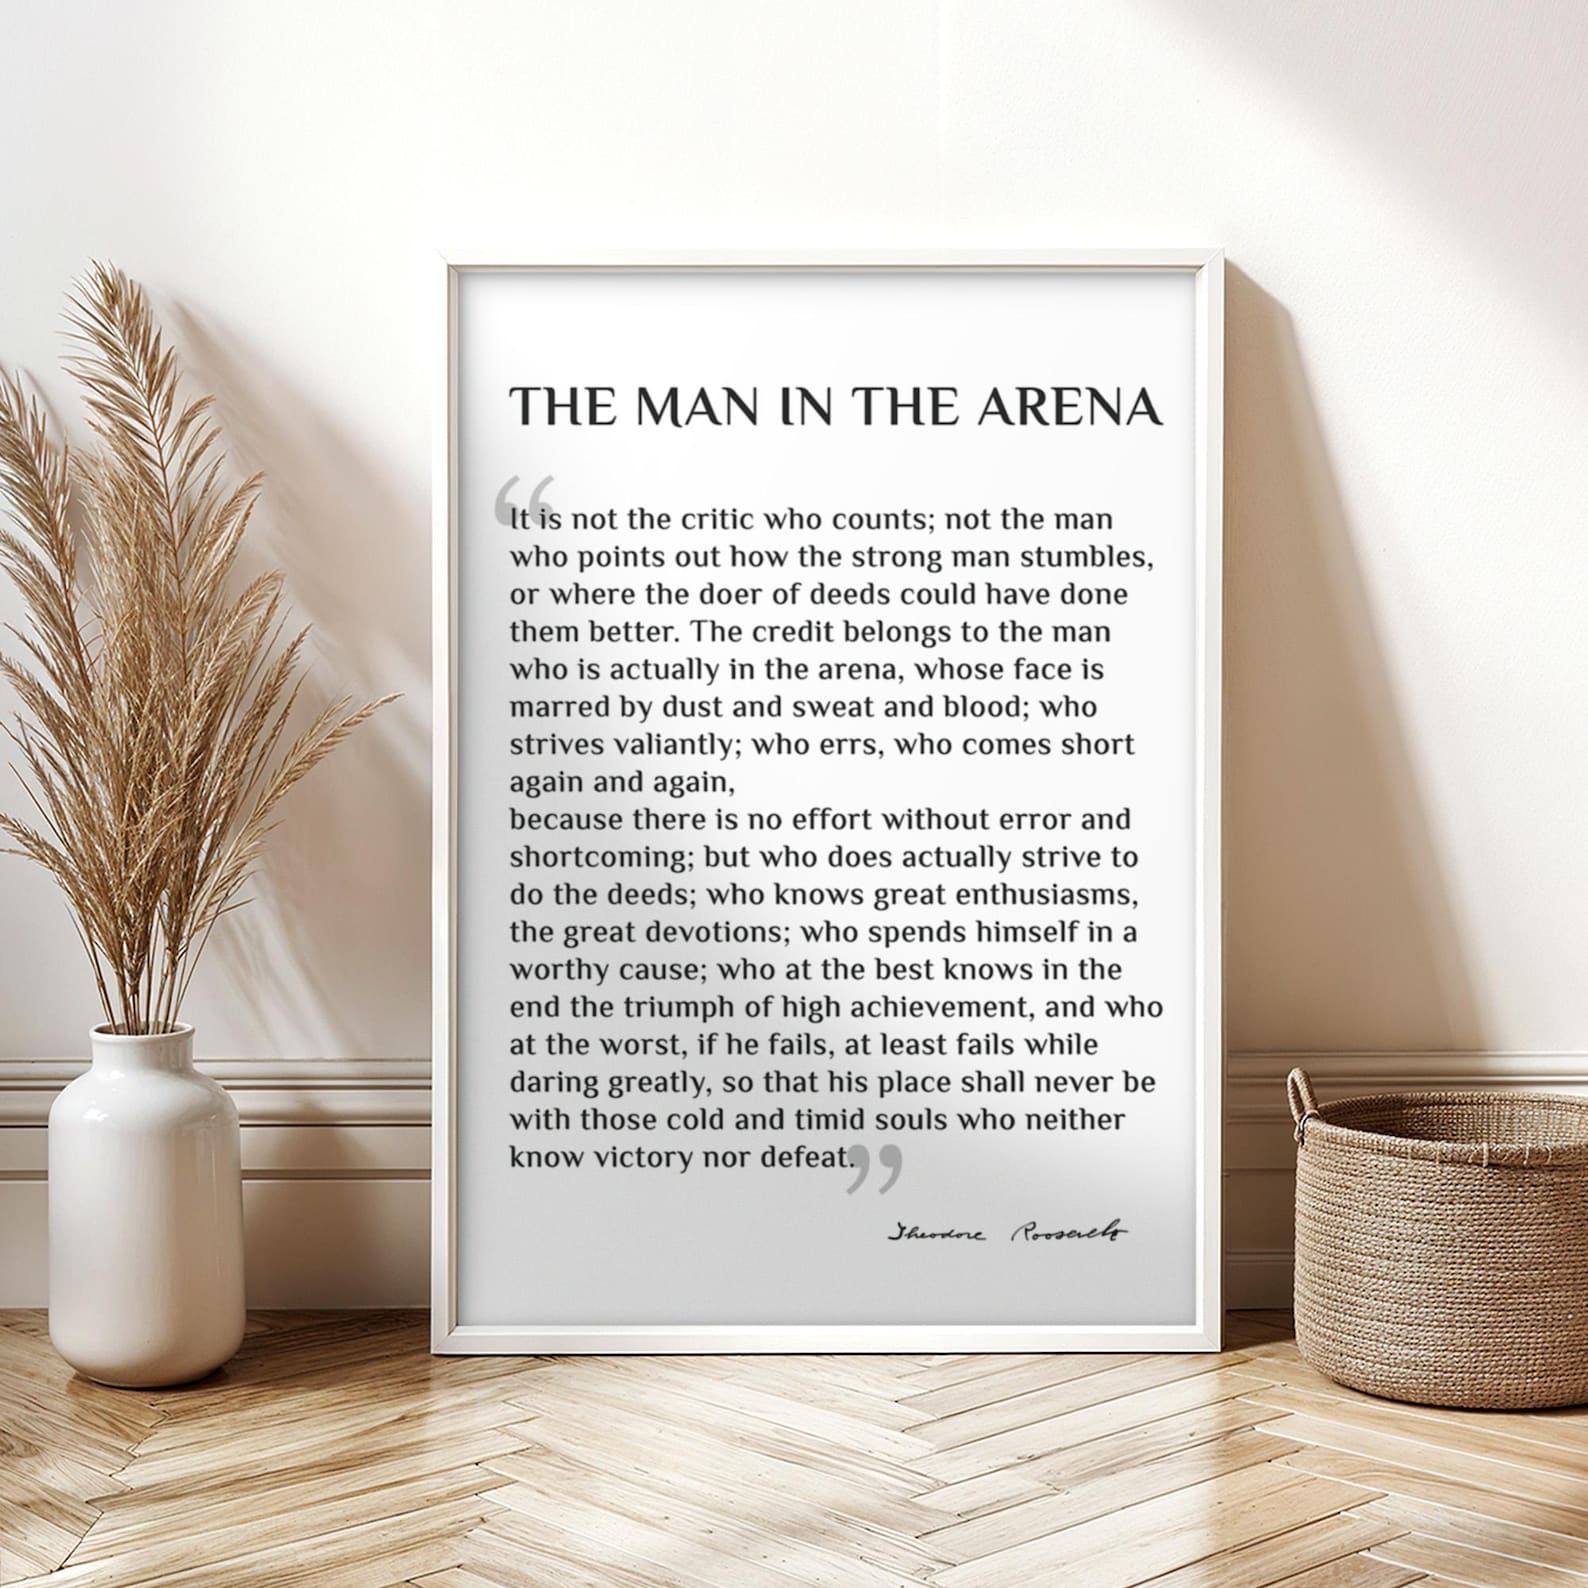 THE MAN IN THE ARENA
“It is not the critic who counts; not the man
who points out how the strong man stumbles,
or where the doer of deeds could have done
them better. The credit belongs to the man
who is actually in the arena, whose face is
marred by dust and sweat and blood; who
strives valiantly; who errs, who comes short
again and again,
because there is no effort without error and
shortcoming; but who does actually strive to
do the deeds; who knows great enthusiasms,
the great devotions; who spends himself in a
worthy cause; who at the best knows in the
end the triumph of high achievement, and who
at the worst, if he fails, at least fails while
daring greatly, so that his place shall never be
with those cold and timid souls who neither
know victory nor defeat.”
Theodore Roosevelt